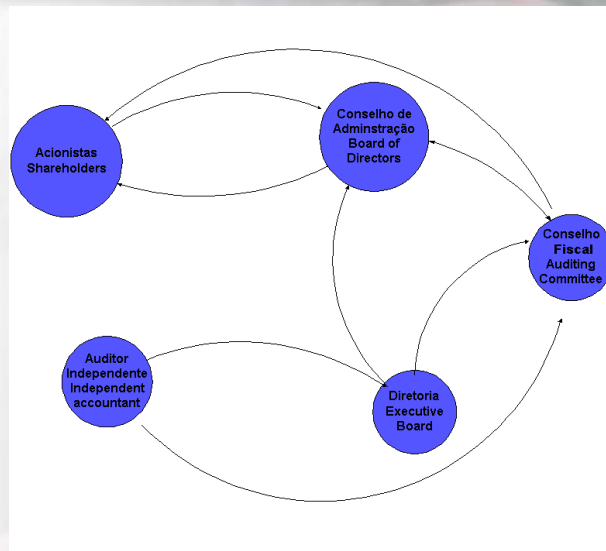 Acionistas
Shareholders
Conselho de
Adminstração
Board of
Directors
Conselho
Fiscal
Auditing
Committee
Auditor
Independente
Independent
accountant
Diretoria
Executive
Board